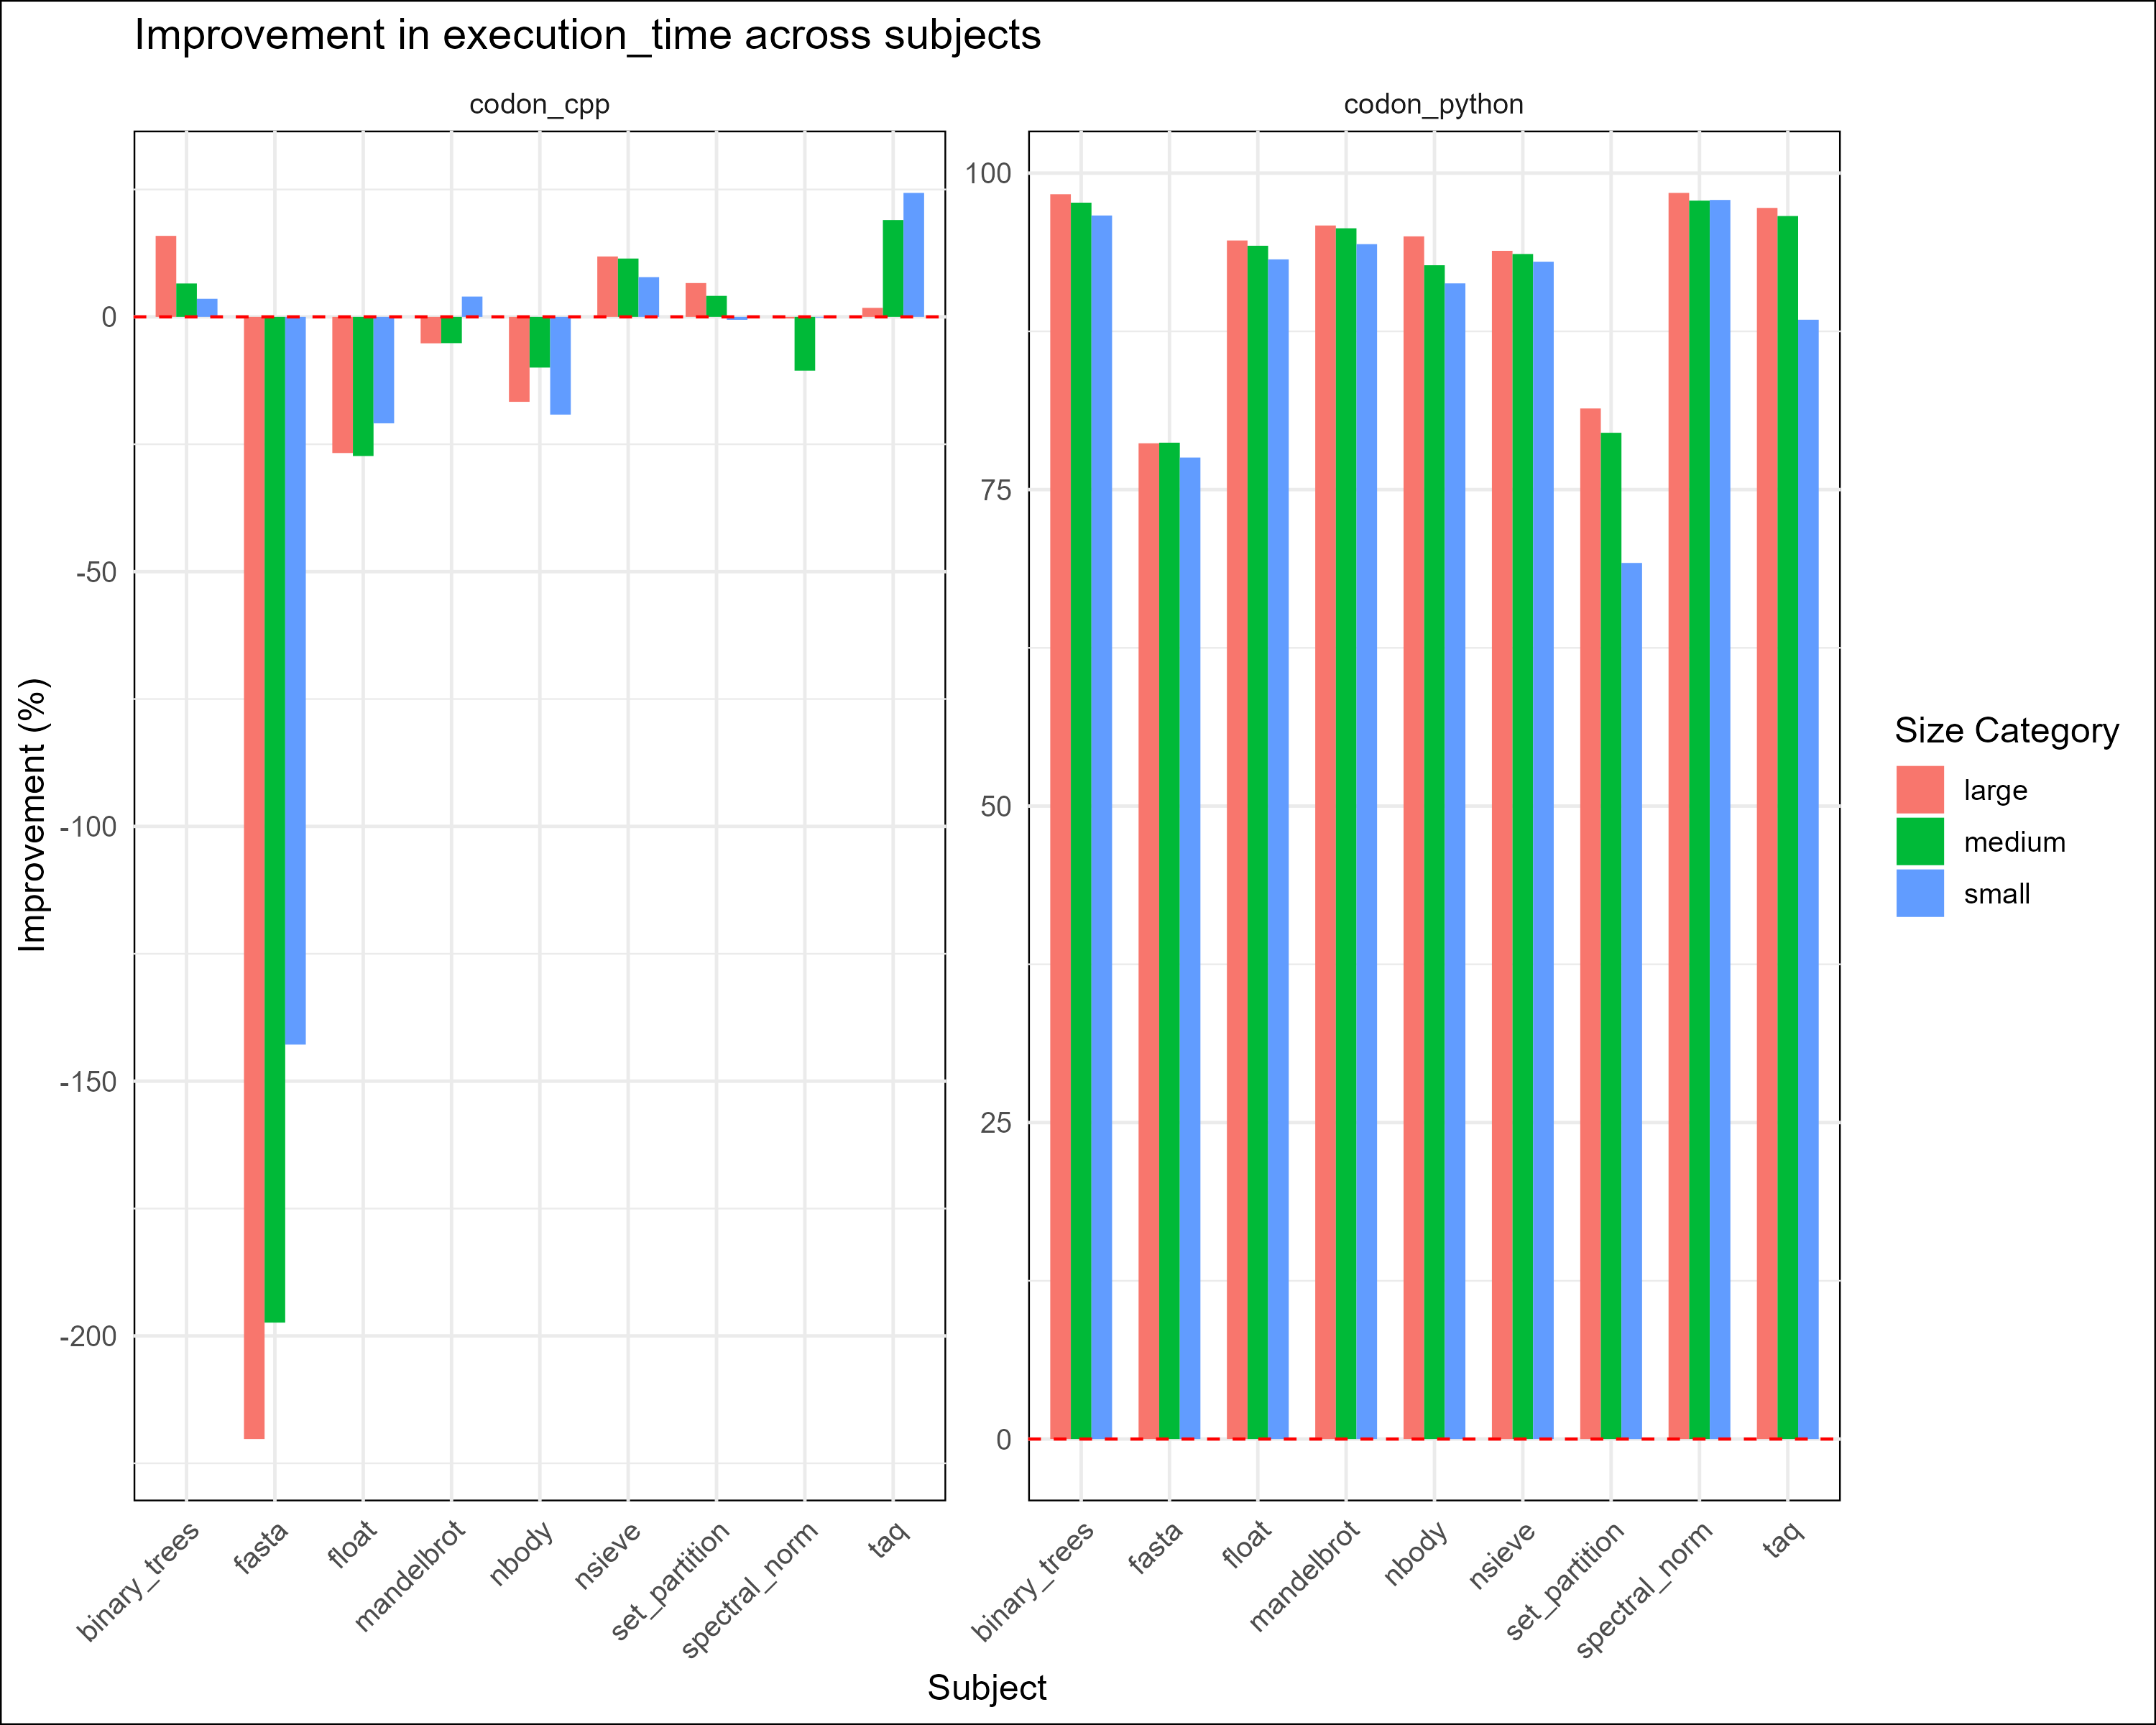 Improvement in execution_time across subjects
codon_cpp
codon_python
0
-50
-100
-150
-200
100
75
50
25
0
Improvement (%)
Size Category
large
medium
small
binary_trees
fasta
float
mandelbrot
nbody
nsieve
set_partition
spectral_norm
taq
binary_trees
fasta
float
mandelbrot
nbody
nsieve
set_partition
spectral_norm
taq
Subject